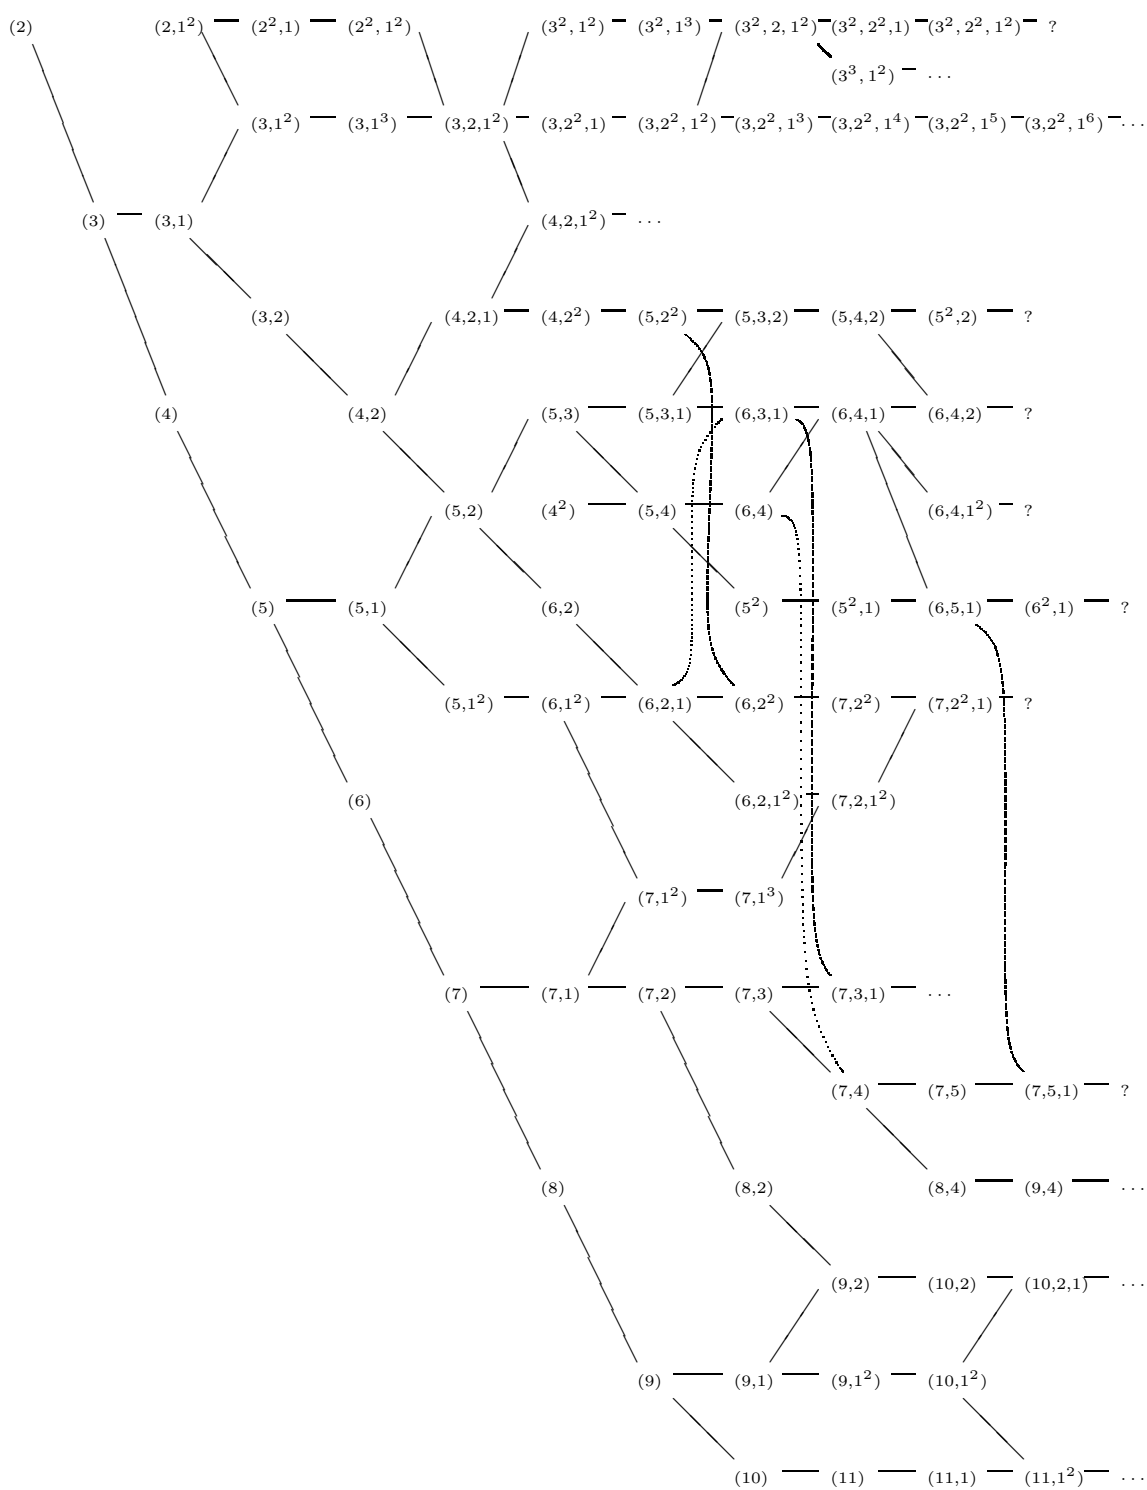 (2) (2,1²) (2²,1) (2²,1²) (3²,1²) (3²,1³) (3²,2,1²) (3²,2²,1) (3²,2²,1²) ?
(3³,1²) ...
(3,1²) (3,1³) (3,2,1²) (3,2²,1) (3,2²,1²) (3,2²,1³) (3,2²,1⁴) (3,2²,1⁵) (3,2²,1⁶) ...
(3) (3,1) (4,2,1²) ...
(3,2) (4,2,1) (4,2²) (5,2²) (5,3,2) (5,4,2) (5²,2) ?
(4) (4,2) (5,3) (5,3,1) (6,3,1) (6,4,1) (6,4,2) ?
(5,2) (4²) (5,4) (6,4) (6,4,1²) ?
(5) (5,1) (6,2) (5²) (5²,1) (6,5,1) (6²,1) ?
(5,1²) (6,1²) (6,2,1) (6,2²) (7,2²) (7,2²,1) ?
(6) (6,2,1²) (7,2,1²)
(7,1²) (7,1³)
(7) (7,1) (7,2) (7,3) (7,3,1) ...
(7,4) (7,5) (7,5,1) ?
(8) (8,2) (8,4) (9,4) ...
(9,2) (10,2) (10,2,1) ...
(9) (9,1) (9,1²) (10,1²)
(10) (11) (11,1) (11,1²) ...